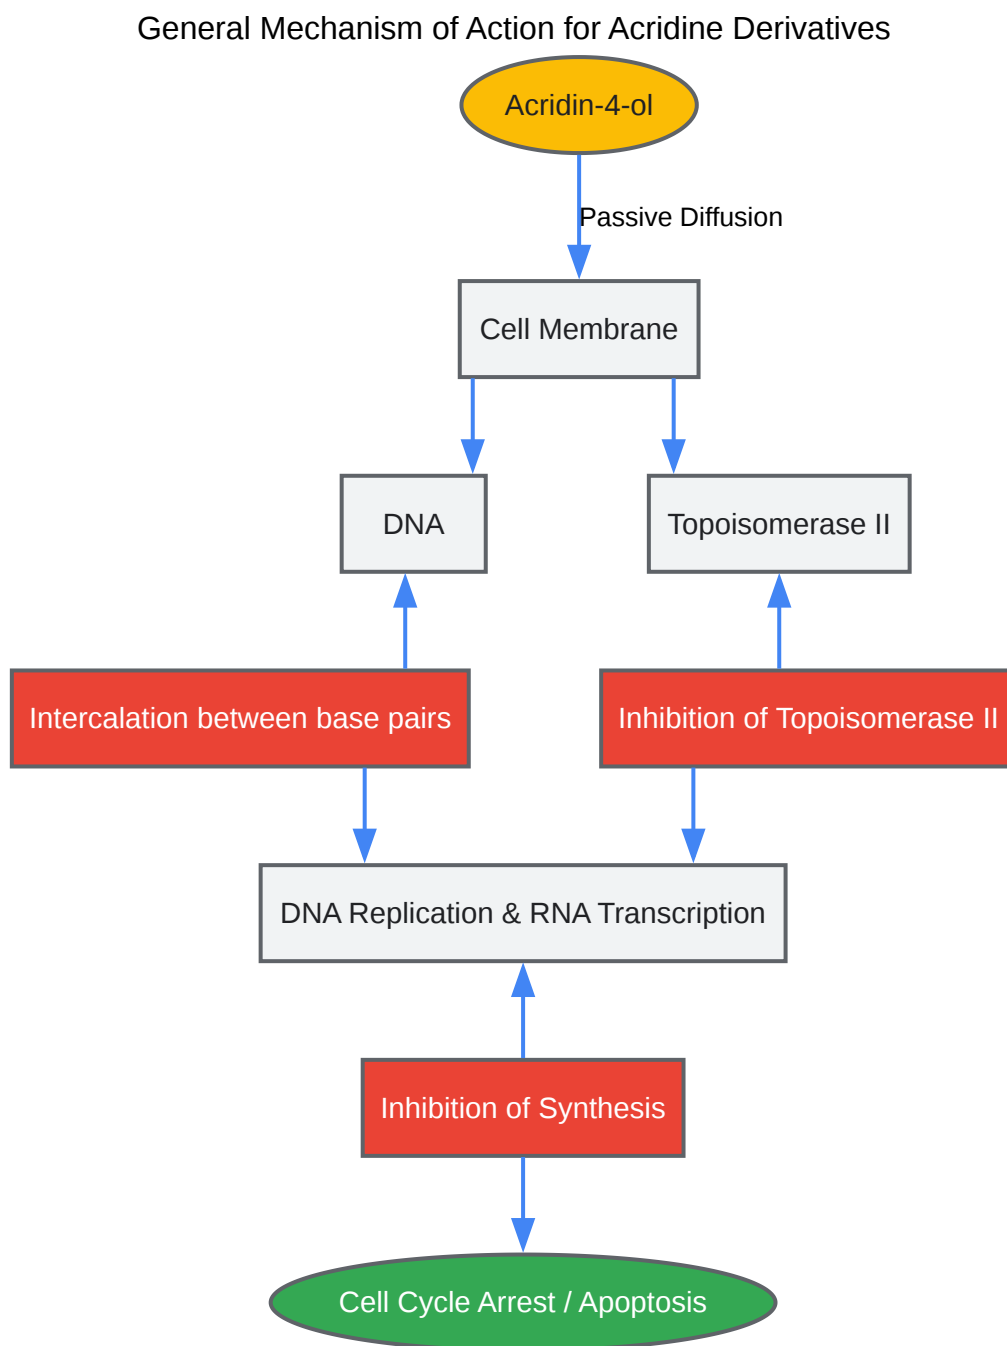 General Mechanism of Action for Acridine Derivatives
Acridin-4-ol
Passive Diffusion
Cell Membrane
DNA
Topoisomerase II
Intercalation between base pairs
Inhibition of Topoisomerase II
DNA Replication & RNA Transcription
Inhibition of Synthesis
Cell Cycle Arrest / Apoptosis